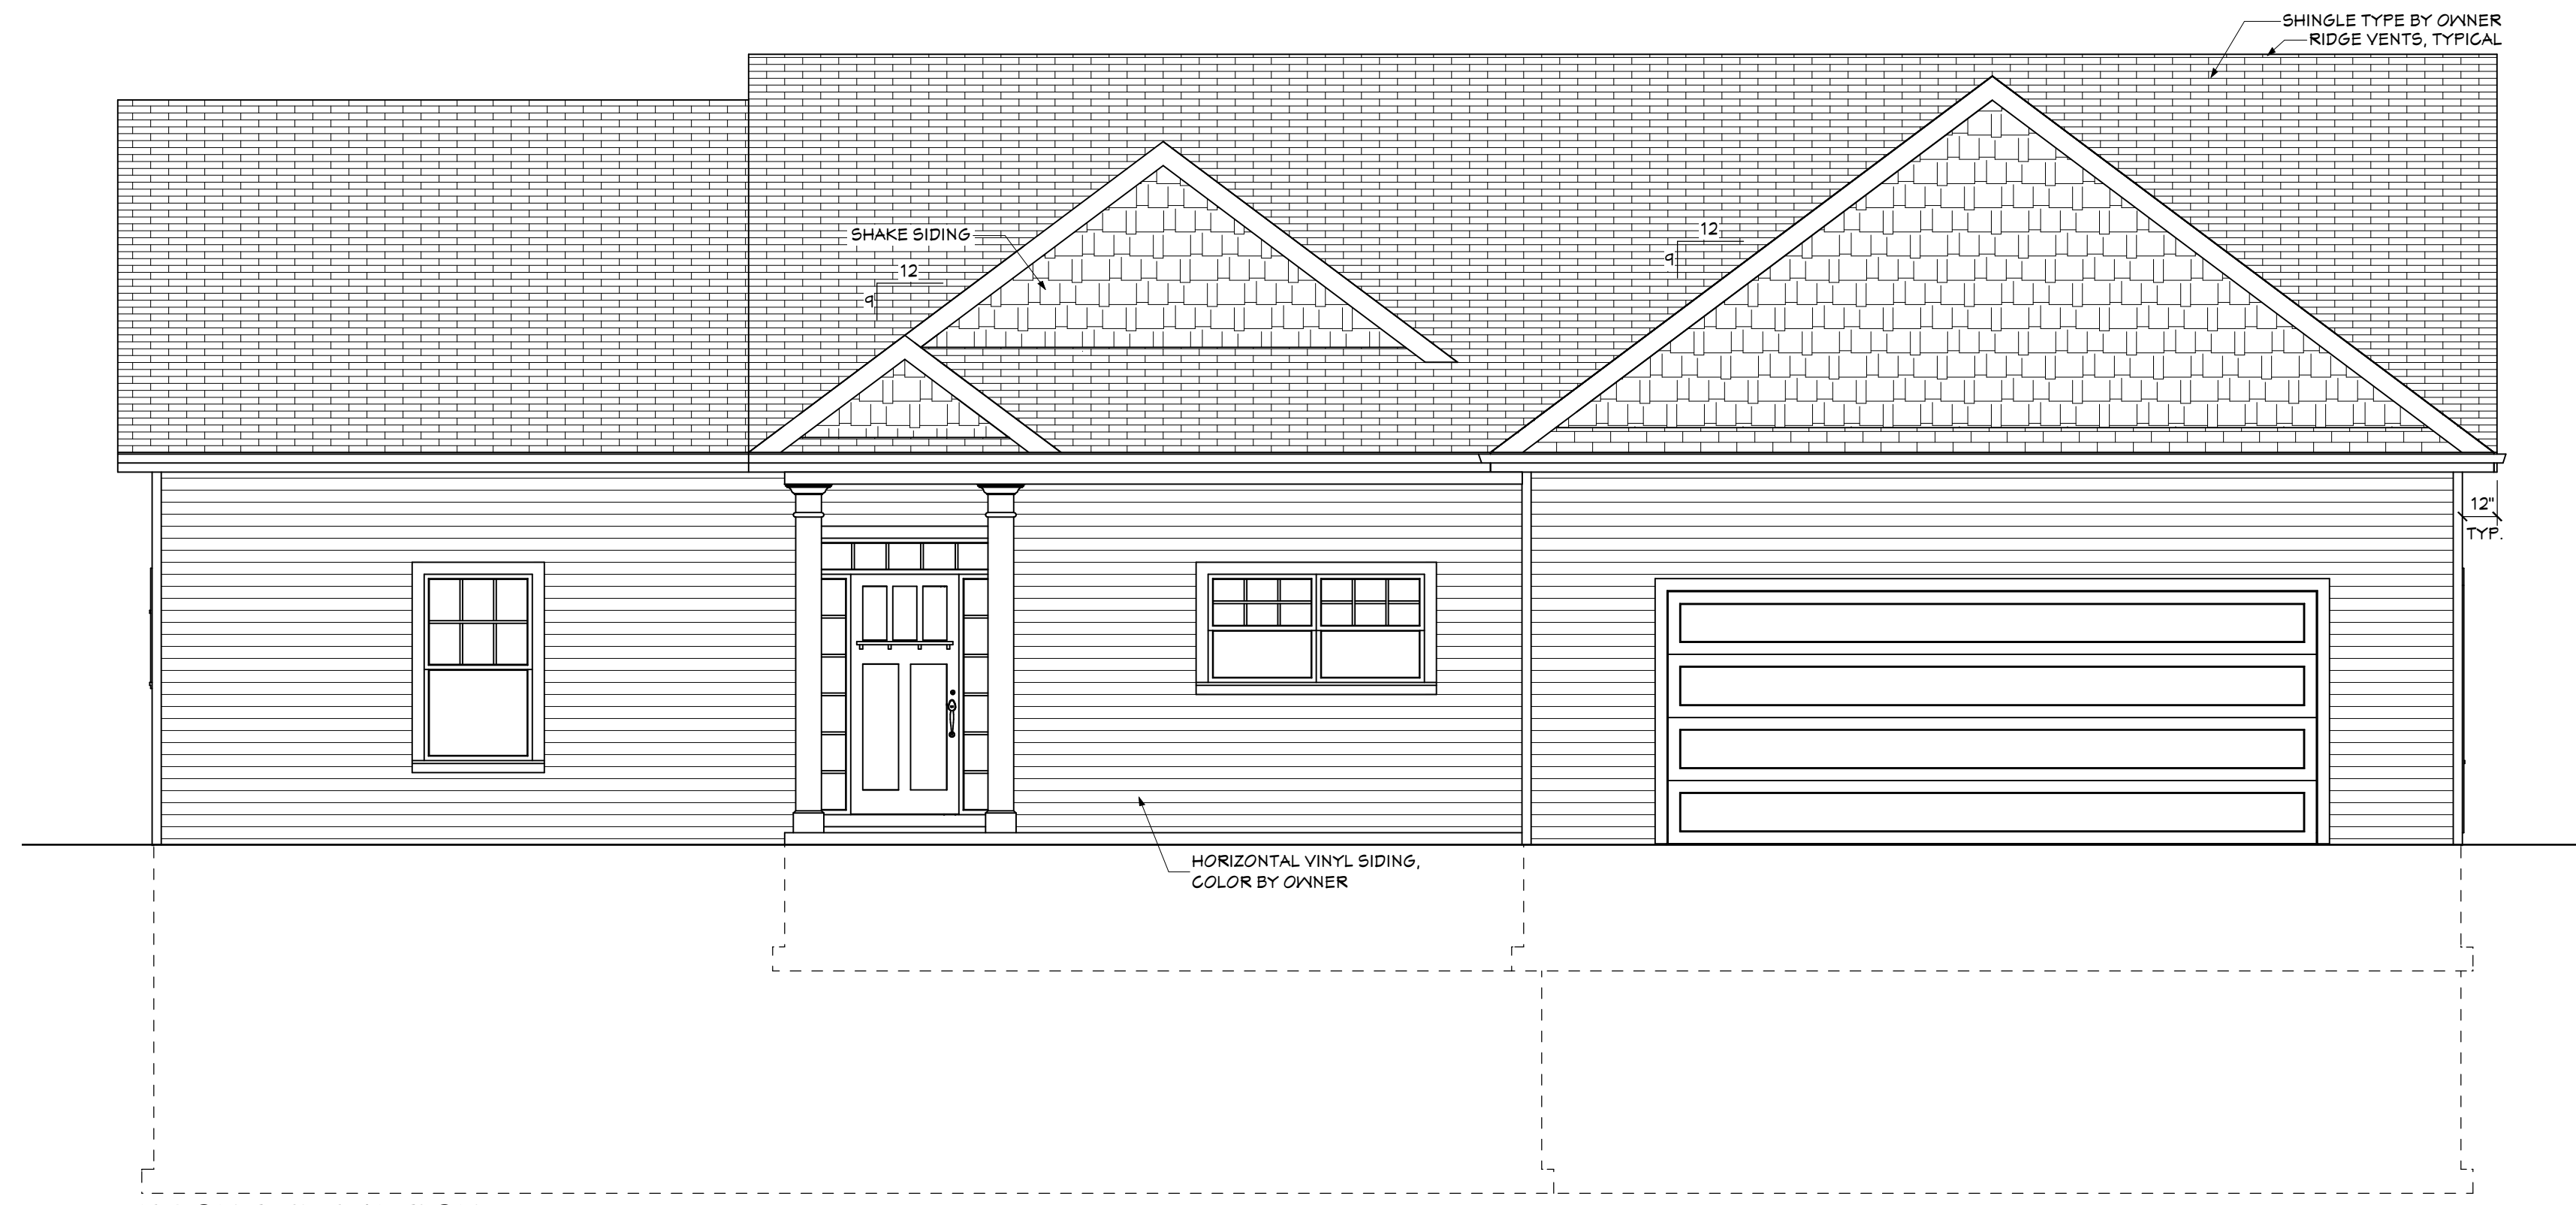 SHINGLE TYPE BY OWNER
RIDGE VENTS, TYPICAL
SHAKE SIDING
12
9
12
9
12"
TYP.
HORIZONTAL VINYL SIDING,
COLOR BY OWNER